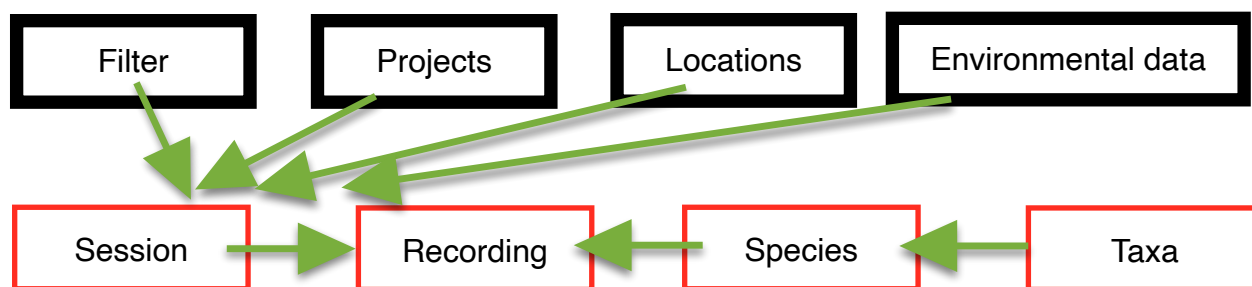 Filter
Projects
Locations
Environmental data
Session
Recording
Species
Taxa